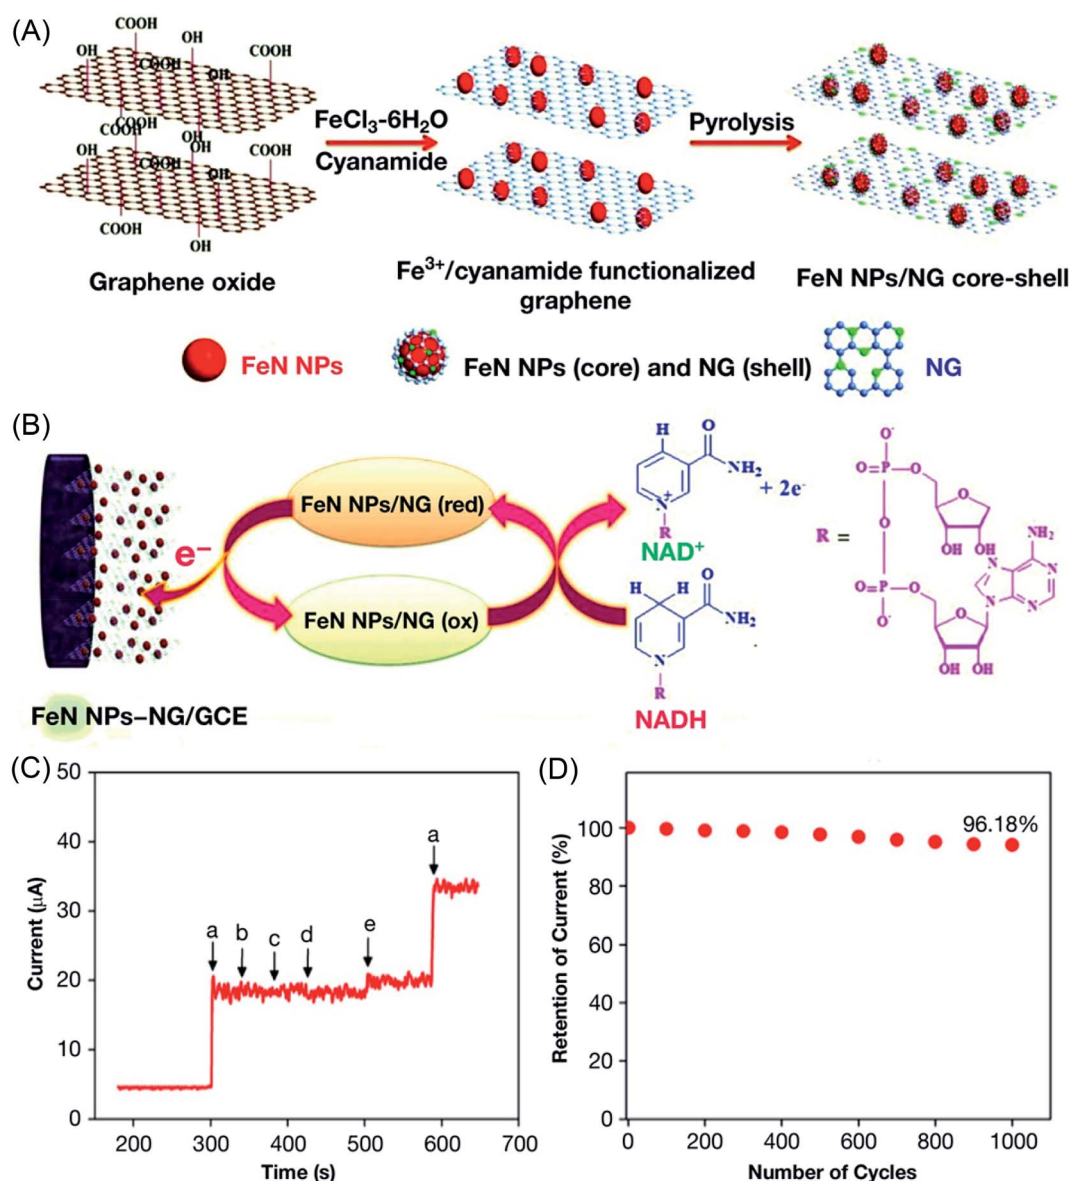 (A)
COOH
OH
OH
COOH
COOH
OH
COOH
OH
COOH
OH
COOH
COOH
OH
COOH
OH
FeCl₃-6H₂O
Cyanamide
Pyrolysis
Graphene oxide
Fe³⁺/cyanamide functionalized
graphene
FeN NPs/NG core-shell
FeN NPs
FeN NPs (core) and NG (shell)
NG
(B)
FeN NPs/NG (red)
e⁻
FeN NPs/NG (ox)
FeN NPs–NG/GCE
H
O
NH₂
+ 2e⁻
N⁺
R
NAD⁺
H H
O
NH₂
N
R
NADH
R =
O⁻
O P O
O
O
OH OH
NH₂
N N
N N
O P O
O⁻
O
OH OH
(C)
50
40
30
20
10
0
Current (µA)
a
b
c
d
e
a
200 300 400 500 600 700
Time (s)
(D)
100
80
60
40
20
0
Retention of Current (%)
96.18%
0 200 400 600 800 1000
Number of Cycles